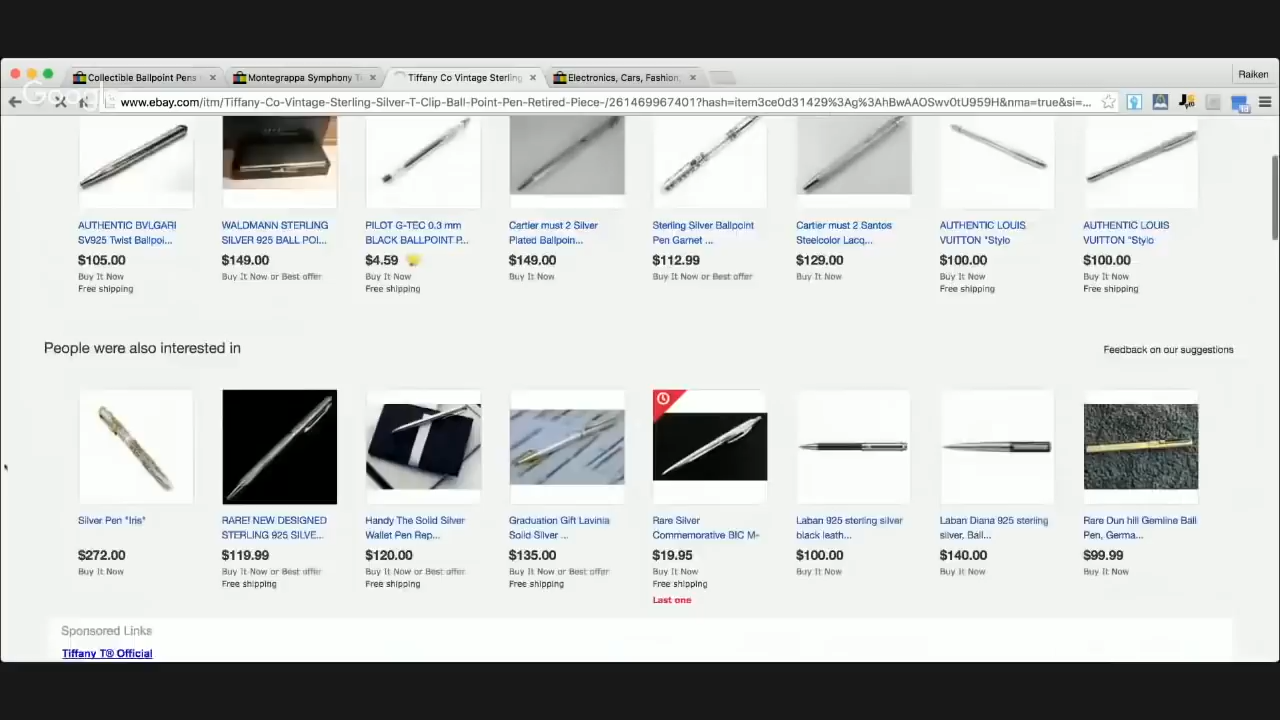 Collectible Ballpoint Pens
Montegrappa Symphony T
Tiffany Co Vintage Sterling
Electronics, Cars, Fashion,
Raiken
Google
www.ebay.com/itm/Tiffany-Co-Vintage-Sterling-Silver-T-Clip-Ball-Point-Pen-Retired-Piece-/261469967401?hash=item3ce0d31429%3Ag%3AhBwAAOSwv0tU959H&nma=true&si=...
AUTHENTIC BVLGARI
SV925 Twist Ballpoi...
$105.00
Buy It Now
Free shipping
WALDMANN STERLING
SILVER 925 BALL POI...
$149.00
Buy It Now or Best offer
PILOT G-TEC 0.3 mm
BLACK BALLPOINT P...
$4.59
Buy It Now
Free shipping
Cartier must 2 Silver
Plated Ballpoin...
$149.00
Buy It Now
Sterling Silver Ballpoint
Pen Garnet ...
$112.99
Buy It Now or Best offer
Cartier must 2 Santos
Steelcolor Lacq...
$129.00
Buy It Now
AUTHENTIC LOUIS
VUITTON "Stylo
$100.00
Buy It Now
Free shipping
AUTHENTIC LOUIS
VUITTON "Stylo
$100.00
Buy It Now
Free shipping
People were also interested in
Feedback on our suggestions
Silver Pen "Iris"
$272.00
Buy It Now
RARE! NEW DESIGNED
STERLING 925 SILVE...
$119.99
Buy It Now or Best offer
Free shipping
Handy The Solid Silver
Wallet Pen Rep...
$120.00
Buy It Now or Best offer
Free shipping
Graduation Gift Lavinia
Solid Silver ...
$135.00
Buy It Now or Best offer
Free shipping
Rare Silver
Commemorative BIC M-
$19.95
Buy It Now
Free shipping
Last one
Laban 925 sterling silver
black leath...
$100.00
Buy It Now
Laban Diana 925 sterling
silver, Ball...
$140.00
Buy It Now
Rare Dun hill Gemline Ball
Pen, Germa...
$99.99
Buy It Now
Sponsored Links
Tiffany T® Official